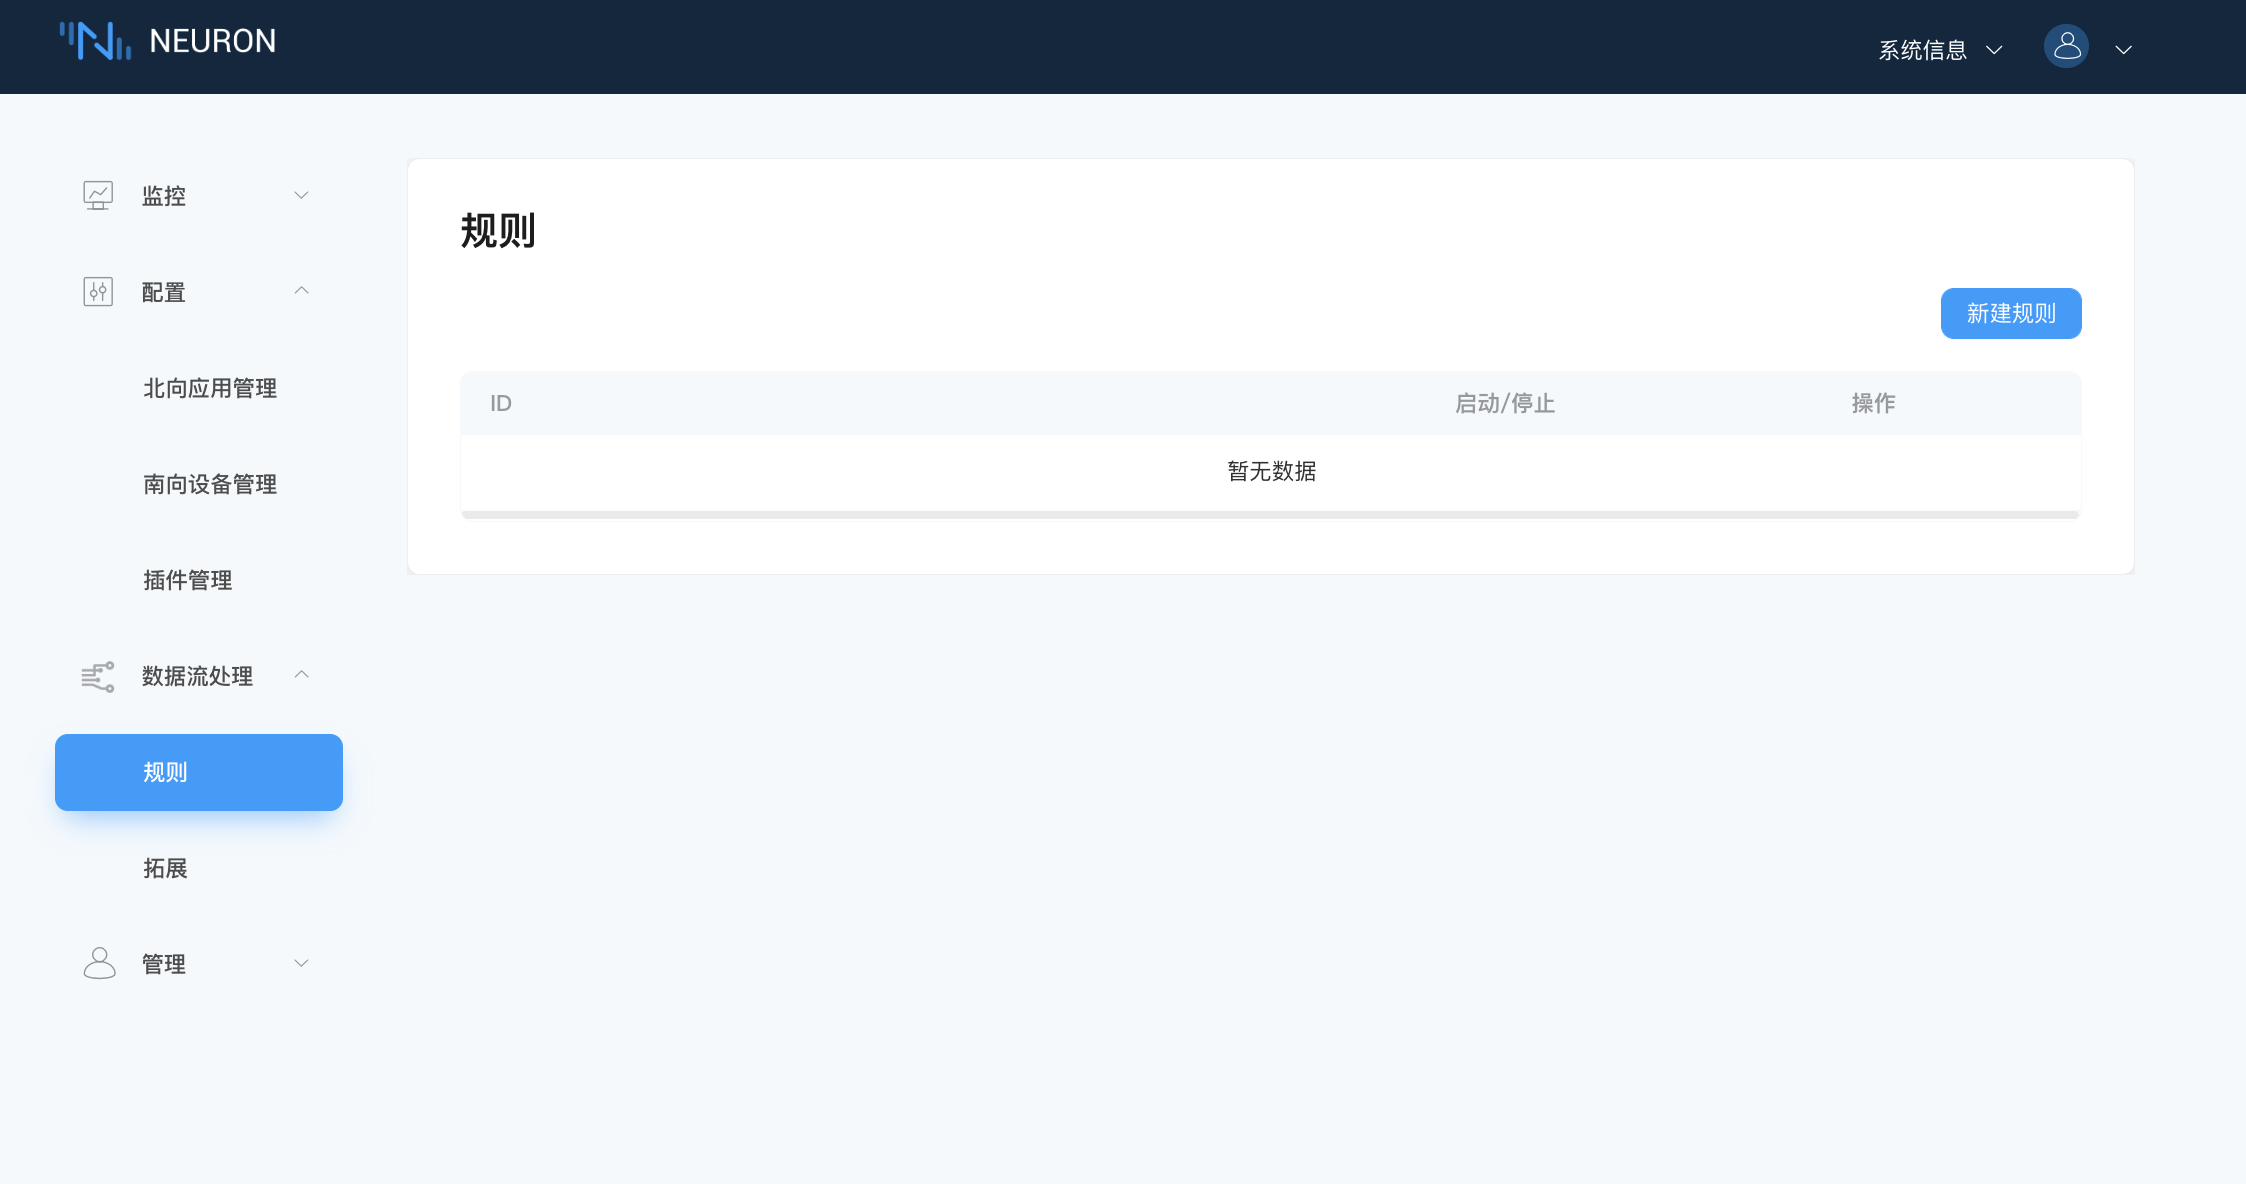 NEURON
系统信息
监控
配置
北向应用管理
南向设备管理
插件管理
数据流处理
规则
拓展
管理
规则
新建规则
ID 启动/停止 操作
暂无数据